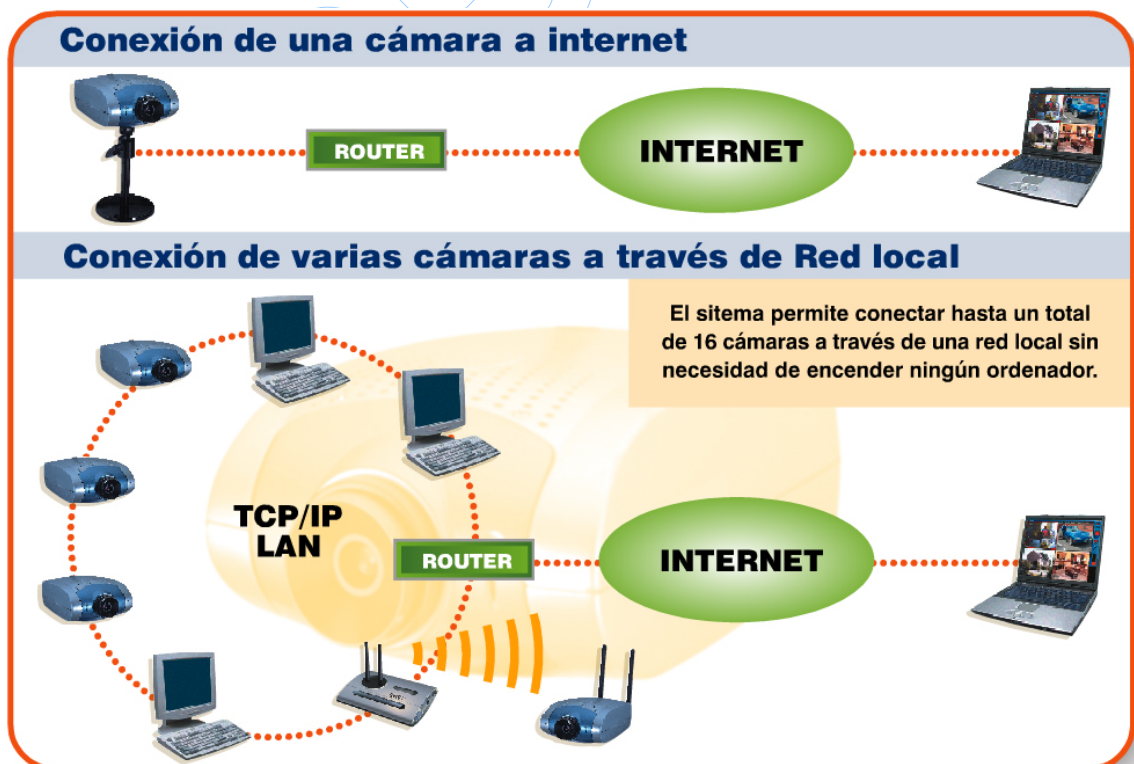 Conexión de una cámara a internet
ROUTER
INTERNET
Conexión de varias cámaras a través de Red local
El sitema permite conectar hasta un total
de 16 cámaras a través de una red local sin
necesidad de encender ningún ordenador.
TCP/IP
LAN
ROUTER
INTERNET